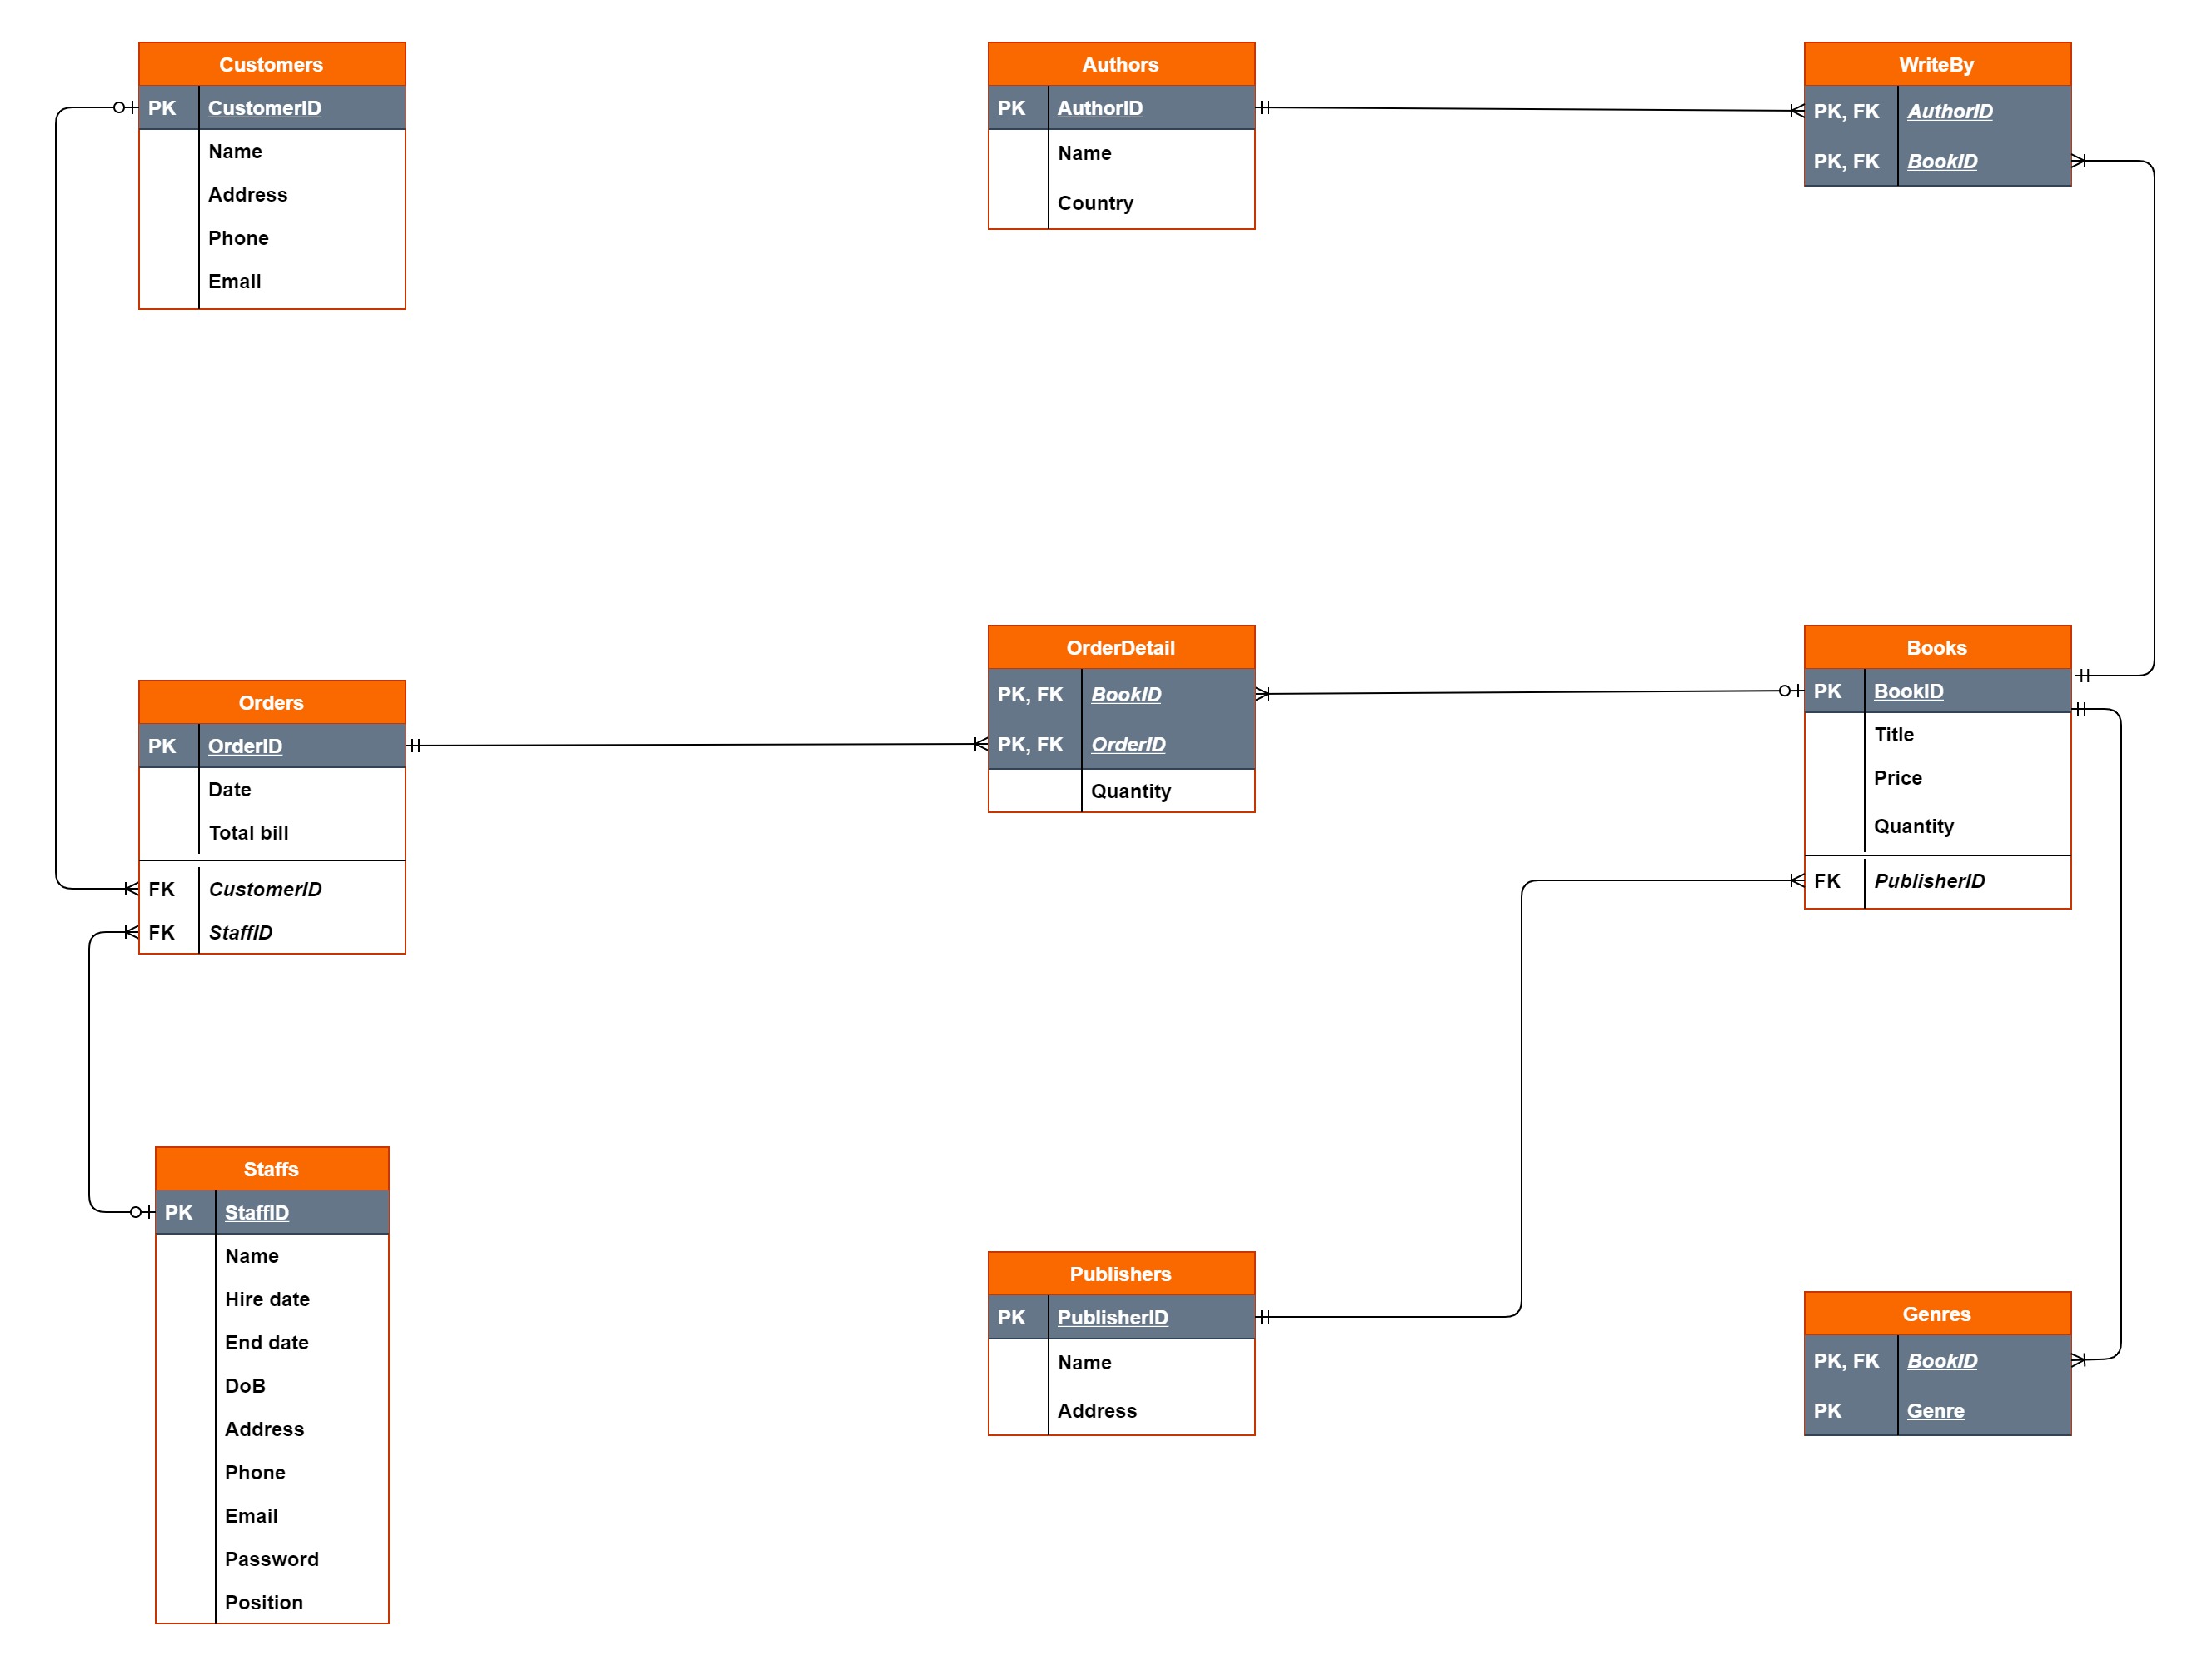 Customers
PK CustomerID
Name
Address
Phone
Email
Authors
PK AuthorID
Name
Country
WriteBy
PK, FK AuthorID
PK, FK BookID
Orders
PK OrderID
Date
Total bill
FK CustomerID
FK StaffID
OrderDetail
PK, FK BookID
PK, FK OrderID
Quantity
Books
PK BookID
Title
Price
Quantity
FK PublisherID
Staffs
PK StaffID
Name
Hire date
End date
DoB
Address
Phone
Email
Password
Position
Publishers
PK PublisherID
Name
Address
Genres
PK, FK BookID
PK Genre